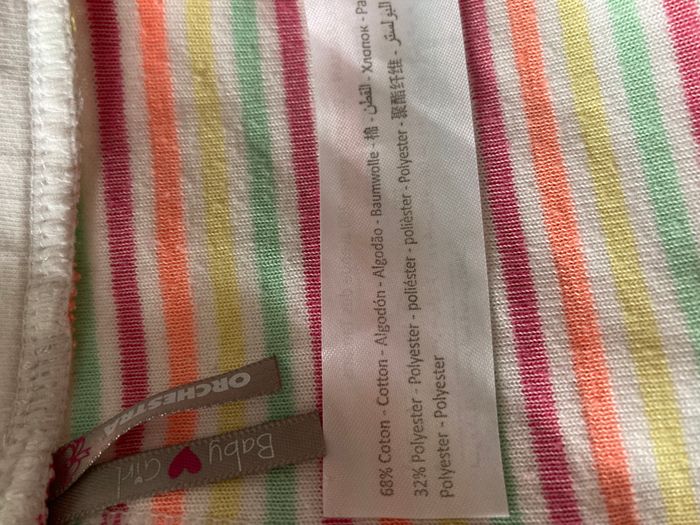 68% Coton - Cotton - Algodón - Algodão - Baumwolle - 棉 - القطن - Хлопок - Pa
32% Polyester - Polyester - poliéster - polièster - Polyester - 聚酯纤维 - البوليستر
Polyester - Polyester
ORCHESTRA
Baby Girl